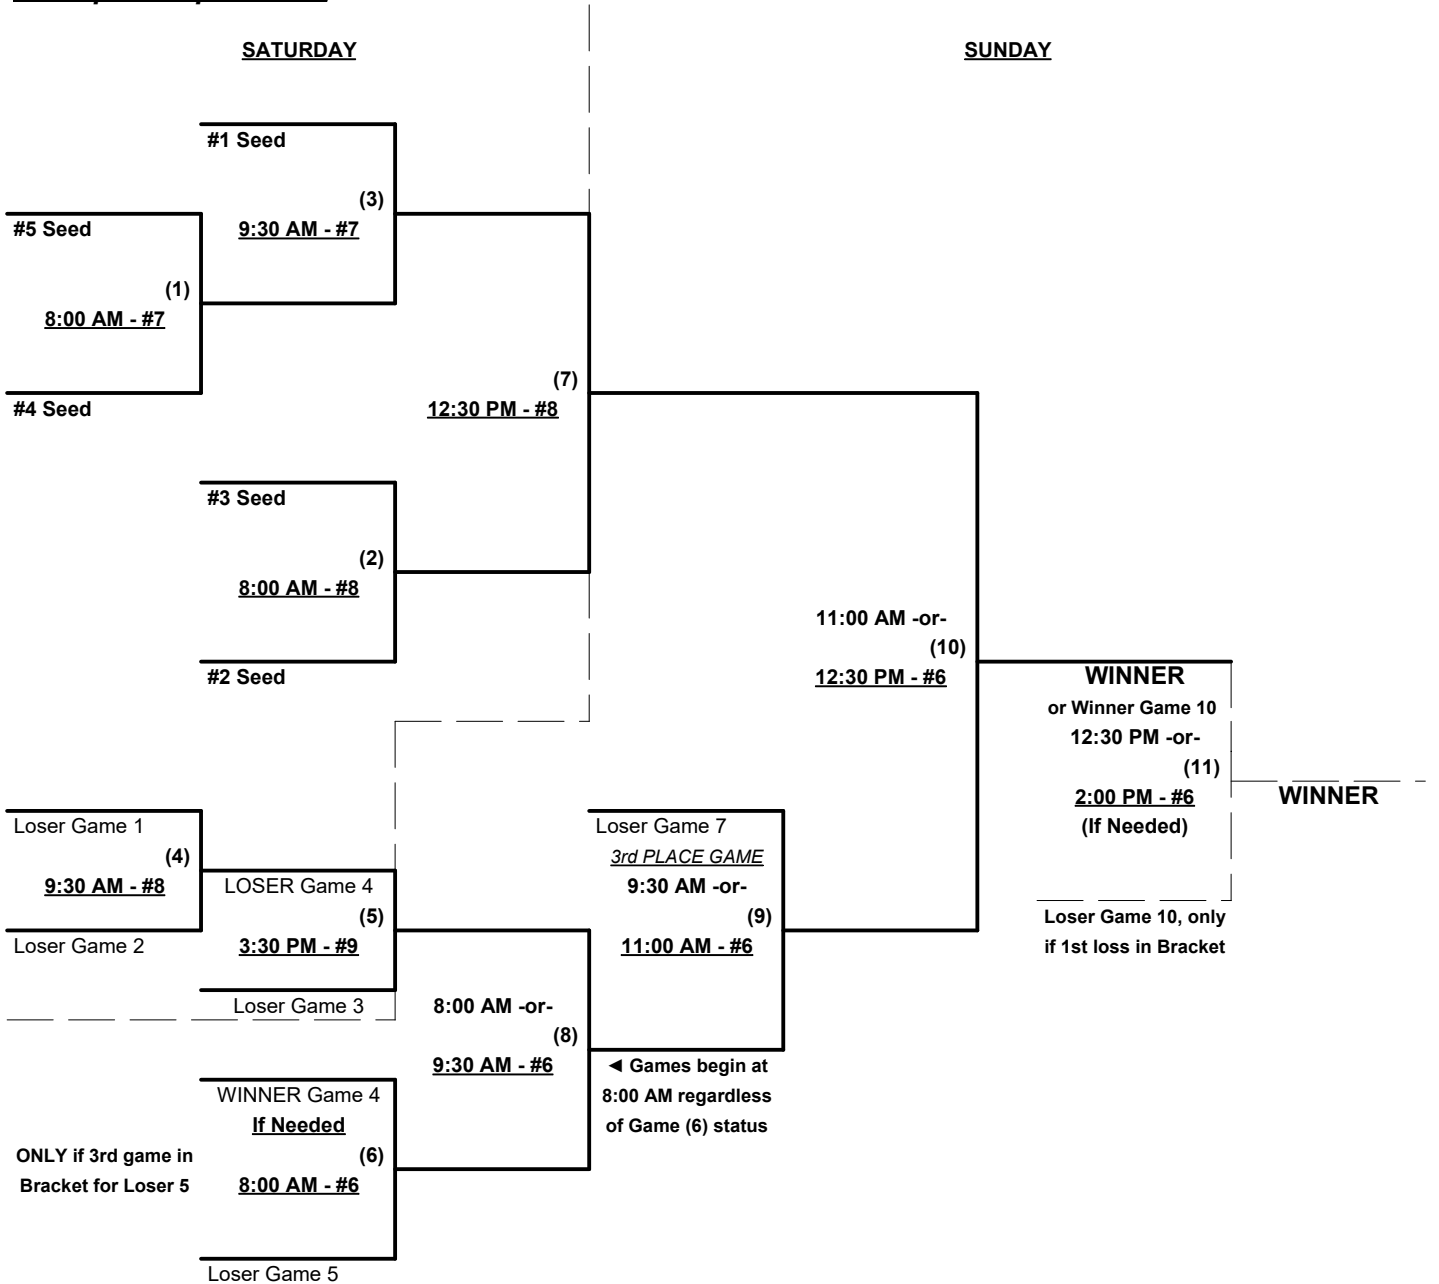 SATURDAY
SUNDAY
#1 Seed
(3)
9:30 AM - #7
#5 Seed
(1)
8:00 AM - #7
#4 Seed
(7)
12:30 PM - #8
#3 Seed
(2)
8:00 AM - #8
#2 Seed
11:00 AM -or-
(10)
12:30 PM - #6
WINNER
or Winner Game 10
12:30 PM -or-
(11)
2:00 PM - #6
(If Needed)
WINNER
Loser Game 10, only
if 1st loss in Bracket
Loser Game 1
(4)
9:30 AM - #8
Loser Game 2
LOSER Game 4
(5)
3:30 PM - #9
Loser Game 3
Loser Game 7
3rd PLACE GAME
9:30 AM -or-
(9)
11:00 AM - #6
8:00 AM -or-
(8)
9:30 AM - #6
◄ Games begin at
8:00 AM regardless
of Game (6) status
WINNER Game 4
If Needed
(6)
8:00 AM - #6
ONLY if 3rd game in
Bracket for Loser 5
Loser Game 5